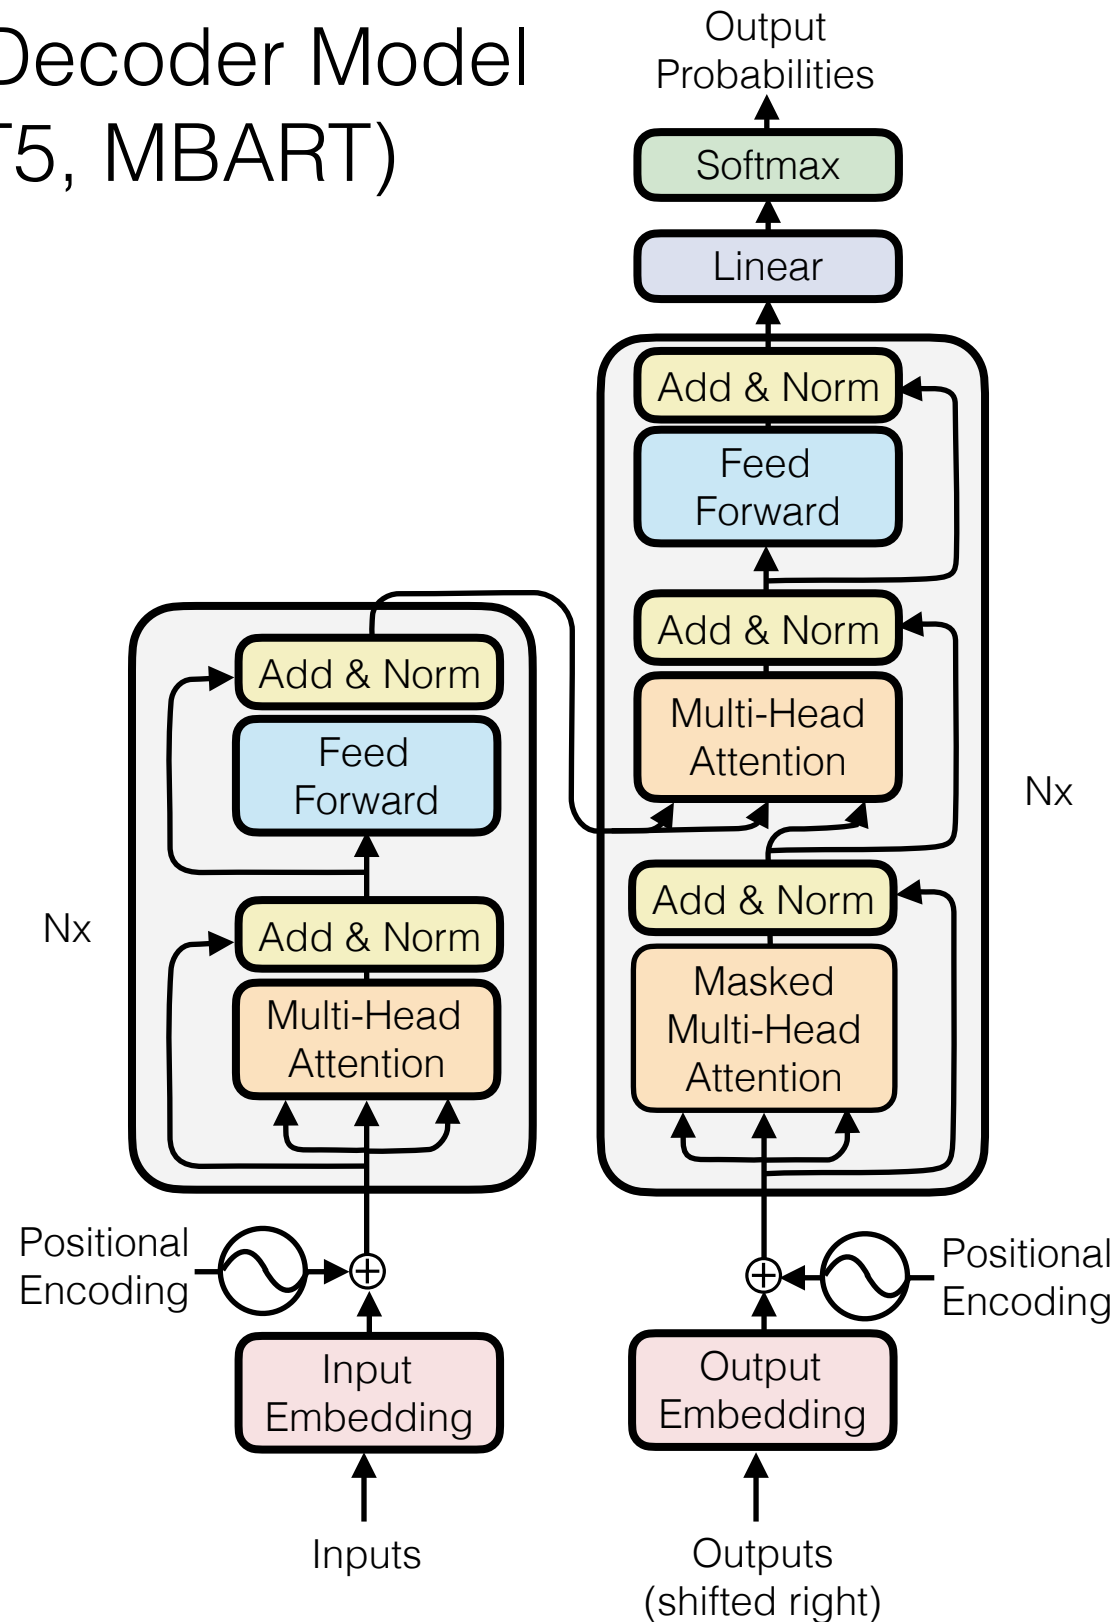 Decoder Model
T5, MBART)
Output
Probabilities
Softmax
Linear
Add & Norm
Feed
Forward
Add & Norm
Multi-Head
Attention
Nx
Add & Norm
Masked
Multi-Head
Attention
Add & Norm
Feed
Forward
Nx
Add & Norm
Multi-Head
Attention
Positional
Encoding
Positional
Encoding
Input
Embedding
Output
Embedding
Inputs
Outputs
(shifted right)